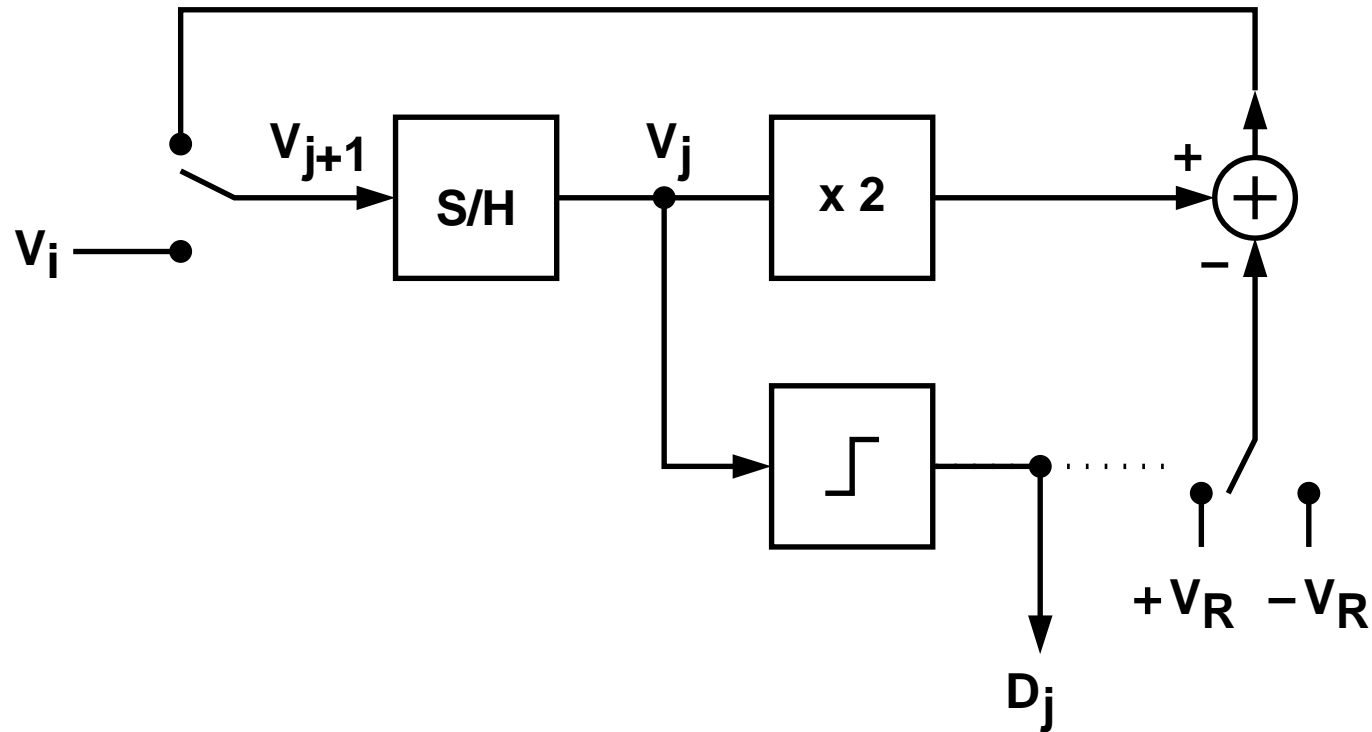 V_{j+1}
V_j
S/H
x 2
+
+
V_i
−
+ V_R
− V_R
D_j